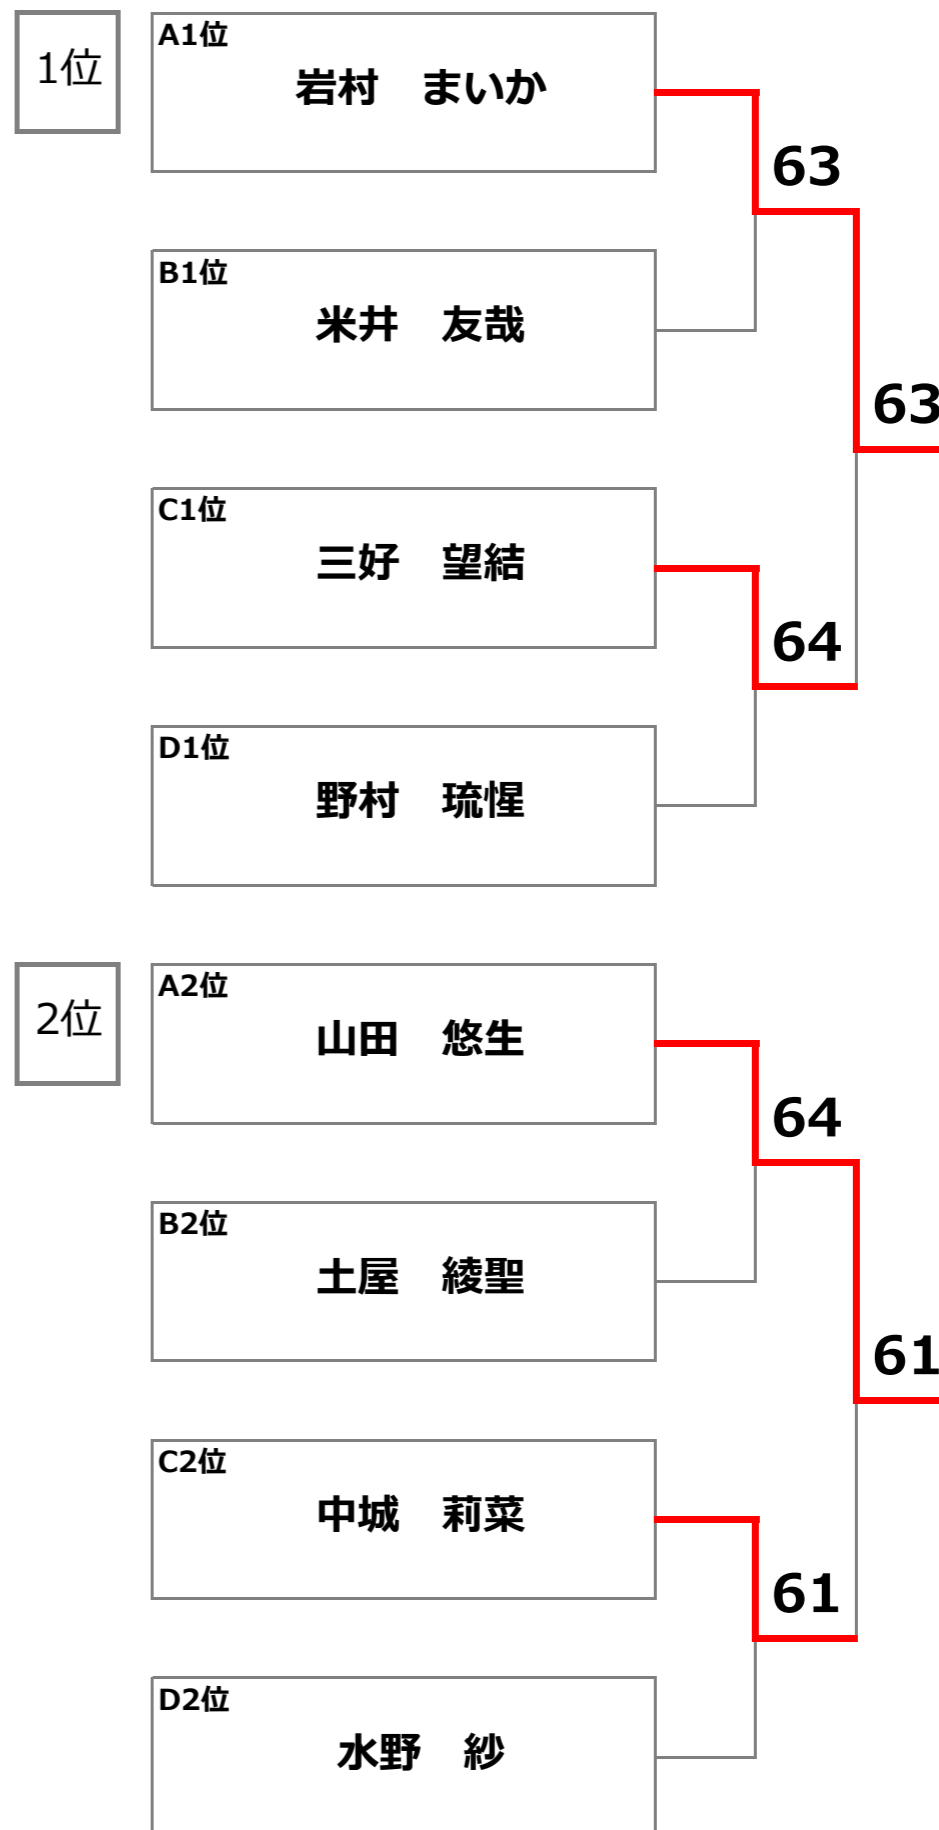 1位
A1位
岩村　まいか
63
B1位
米井　友哉
63
C1位
三好　望結
64
D1位
野村　琉惺
2位
A2位
山田　悠生
64
B2位
土屋　綾聖
61
C2位
中城　莉菜
61
D2位
水野　紗